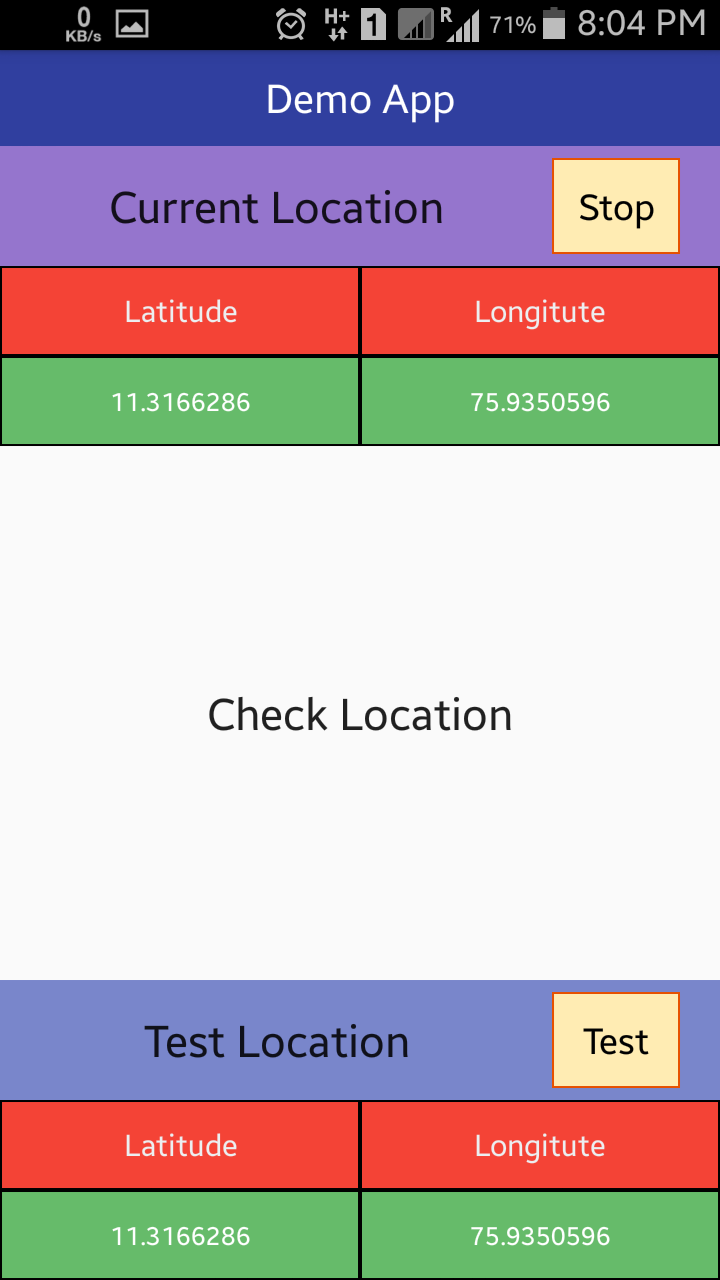 0 KB/s H+ 1 R 71% 8:04 PM
Demo App
Current Location Stop
Latitude Longitute
11.3166286 75.9350596
Check Location
Test Location Test
Latitude Longitute
11.3166286 75.9350596